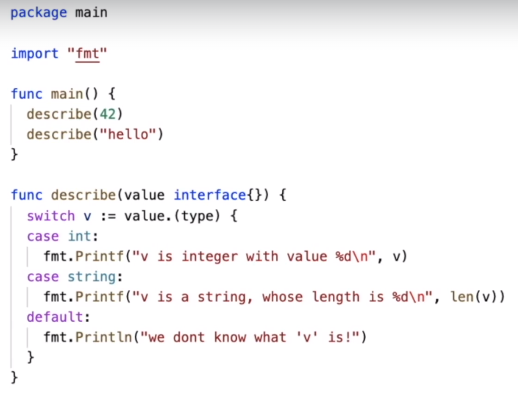 package main
import "fmt"
func main() {
describe(42)
describe("hello")
}
func describe(value interface{}) {
switch v := value.(type) {
case int:
fmt.Printf("v is integer with value %d\n", v)
case string:
fmt.Printf("v is a string, whose length is %d\n", len(v))
default:
fmt.Println("we dont know what 'v' is!")
}
}